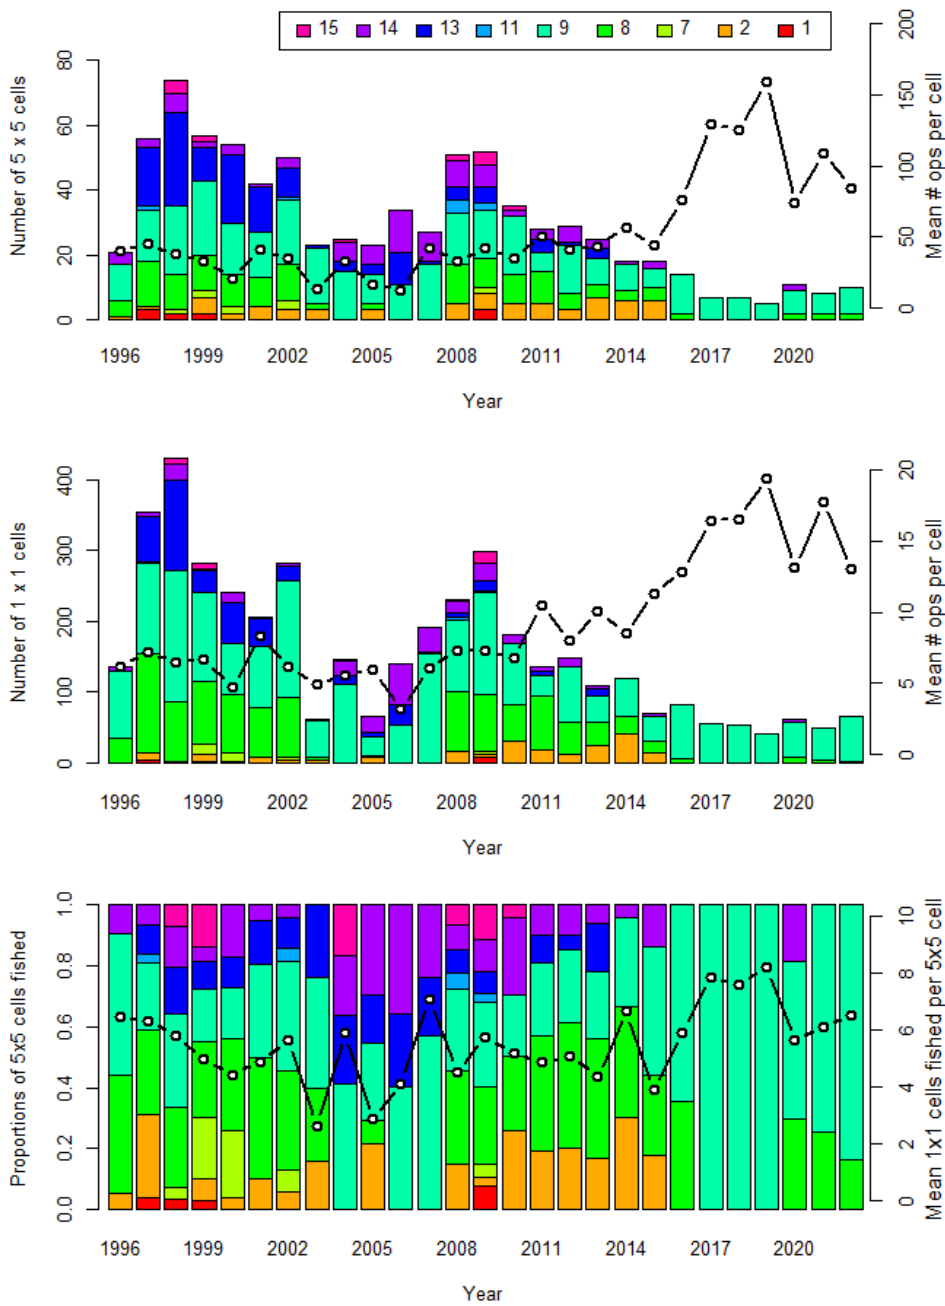 15 14 13 11 9 8 7 2 1
Number of 5 x 5 cells
0 20 40 60 80
Mean # ops per cell
0 50 100 150 200
1996 1999 2002 2005 2008 2011 2014 2017 2020
Year
Number of 1 x 1 cells
0 100 200 300 400
Mean # ops per cell
0 5 10 15 20
1996 1999 2002 2005 2008 2011 2014 2017 2020
Year
Proportions of 5x5 cells fished
0.0 0.2 0.4 0.6 0.8 1.0
Mean 1x1 cells fished per 5x5 cell
0 2 4 6 8 10
1996 1999 2002 2005 2008 2011 2014 2017 2020
Year